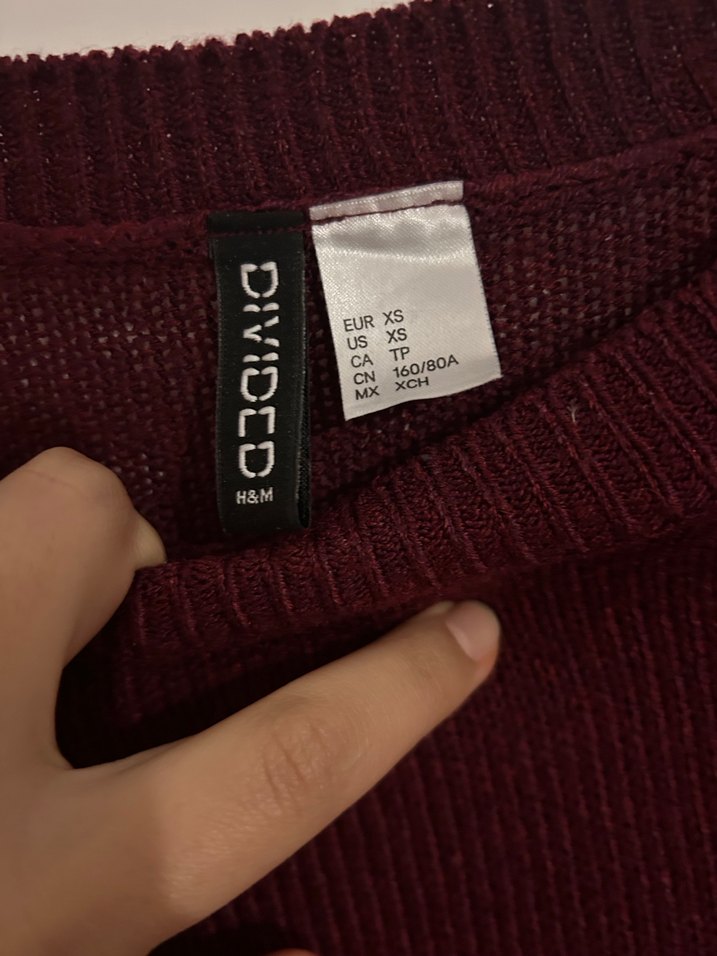 DIVIDED
H&M
EUR XS
US XS
CA TP
CN 160/80A
MX XCH